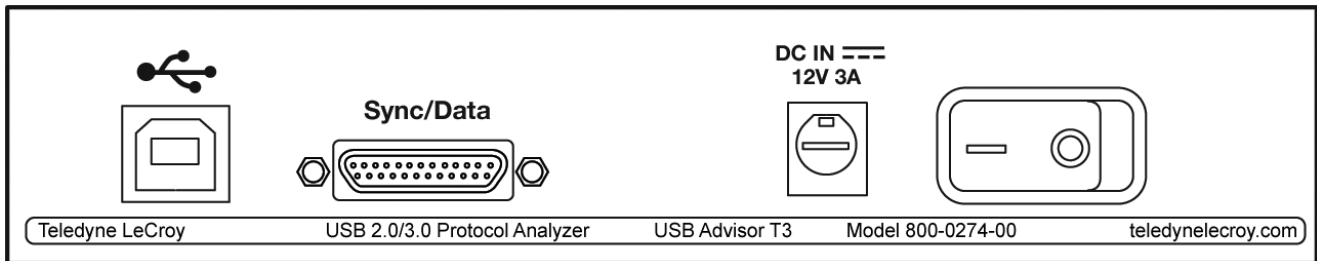 DC IN
12V 3A
Sync/Data
Teledyne LeCroy USB 2.0/3.0 Protocol Analyzer USB Advisor T3 Model 800-0274-00 teledynelecroy.com